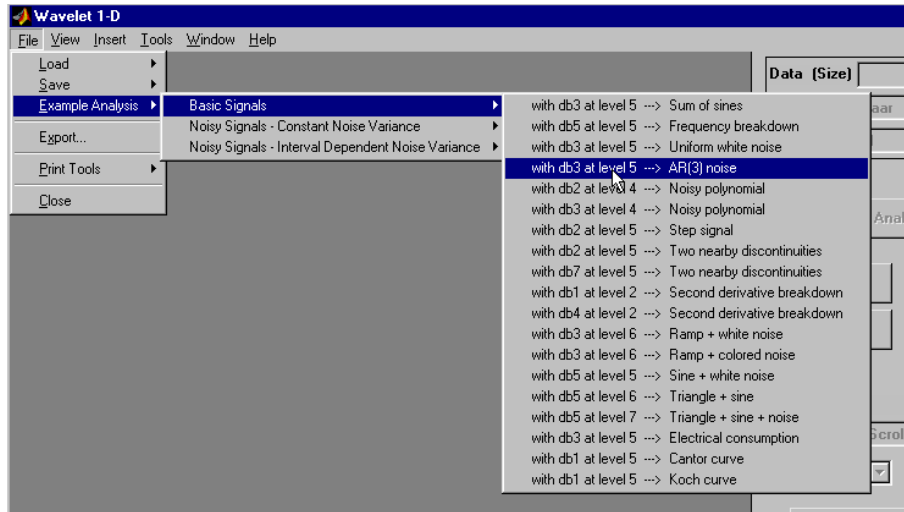 Wavelet 1-D
File View Insert Tools Window Help
Load
Save
Example Analysis
Export...
Print Tools
Close
Basic Signals
Noisy Signals - Constant Noise Variance
Noisy Signals - Interval Dependent Noise Variance
with db3 at level 5 ---> Sum of sines
with db5 at level 5 ---> Frequency breakdown
with db3 at level 5 ---> Uniform white noise
with db3 at level 5 ---> AR(3) noise
with db2 at level 4 ---> Noisy polynomial
with db3 at level 4 ---> Noisy polynomial
with db2 at level 5 ---> Step signal
with db2 at level 5 ---> Two nearby discontinuities
with db7 at level 5 ---> Two nearby discontinuities
with db1 at level 2 ---> Second derivative breakdown
with db4 at level 2 ---> Second derivative breakdown
with db3 at level 6 ---> Ramp + white noise
with db3 at level 6 ---> Ramp + colored noise
with db5 at level 5 ---> Sine + white noise
with db5 at level 6 ---> Triangle + sine
with db5 at level 7 ---> Triangle + sine + noise
with db3 at level 5 ---> Electrical consumption
with db1 at level 5 ---> Cantor curve
with db1 at level 5 ---> Koch curve
Data (Size)
aar
Anal
Scrol